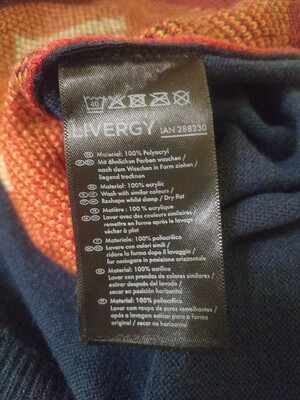 40
LIVERGY IAN 288230
Material: 100% Polyacryl
Mit ähnlichen Farben waschen /
nach dem Waschen in Form ziehen /
liegend trocknen
Material: 100% acrylic
Wash with similar colours /
Reshape whilst damp / Dry flat
Matière : 100 % acrylique
Laver avec des couleurs similaires /
remettre en forme après le lavage /
sécher à plat
Materiale: 100% poliacrilico
Lavare con colori simili /
ridare la forma dopo il lavaggio /
far asciugare in posizione orizzontale
Material: 100% acrílico
Lavar con prendas de colores similares /
estirar después del lavado /
secar en posición horizontal
Material: 100% poliacrílico
Lavar com roupa de cores semelhantes /
após a lavagem esticar para a forma
original / secar na horizontal